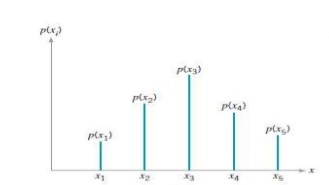 p(xᵢ)
p(x₃)
p(x₂)
p(x₄)
p(x₁)
p(x₅)
x₁ x₂ x₃ x₄ x₅ x